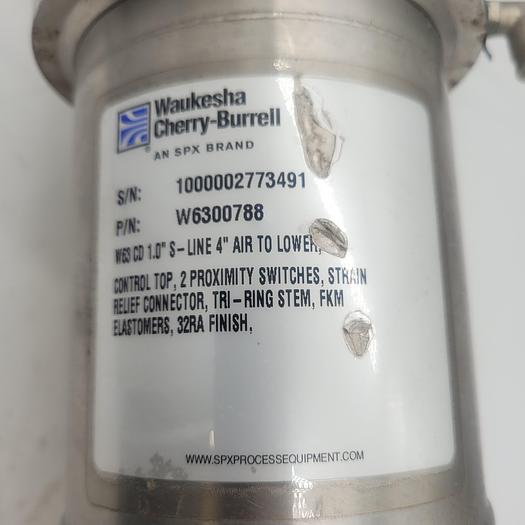 Waukesha
Cherry-Burrell
AN SPX BRAND
S/N: 1000002773491
P/N: W6300788
W63 CD 1.0" S-LINE 4" AIR TO LOWER,
CONTROL TOP, 2 PROXIMITY SWITCHES, STRAIN
RELIEF CONNECTOR, TRI-RING STEM, FKM
ELASTOMERS, 32RA FINISH,
WWW.SPXPROCESSEQUIPMENT.COM